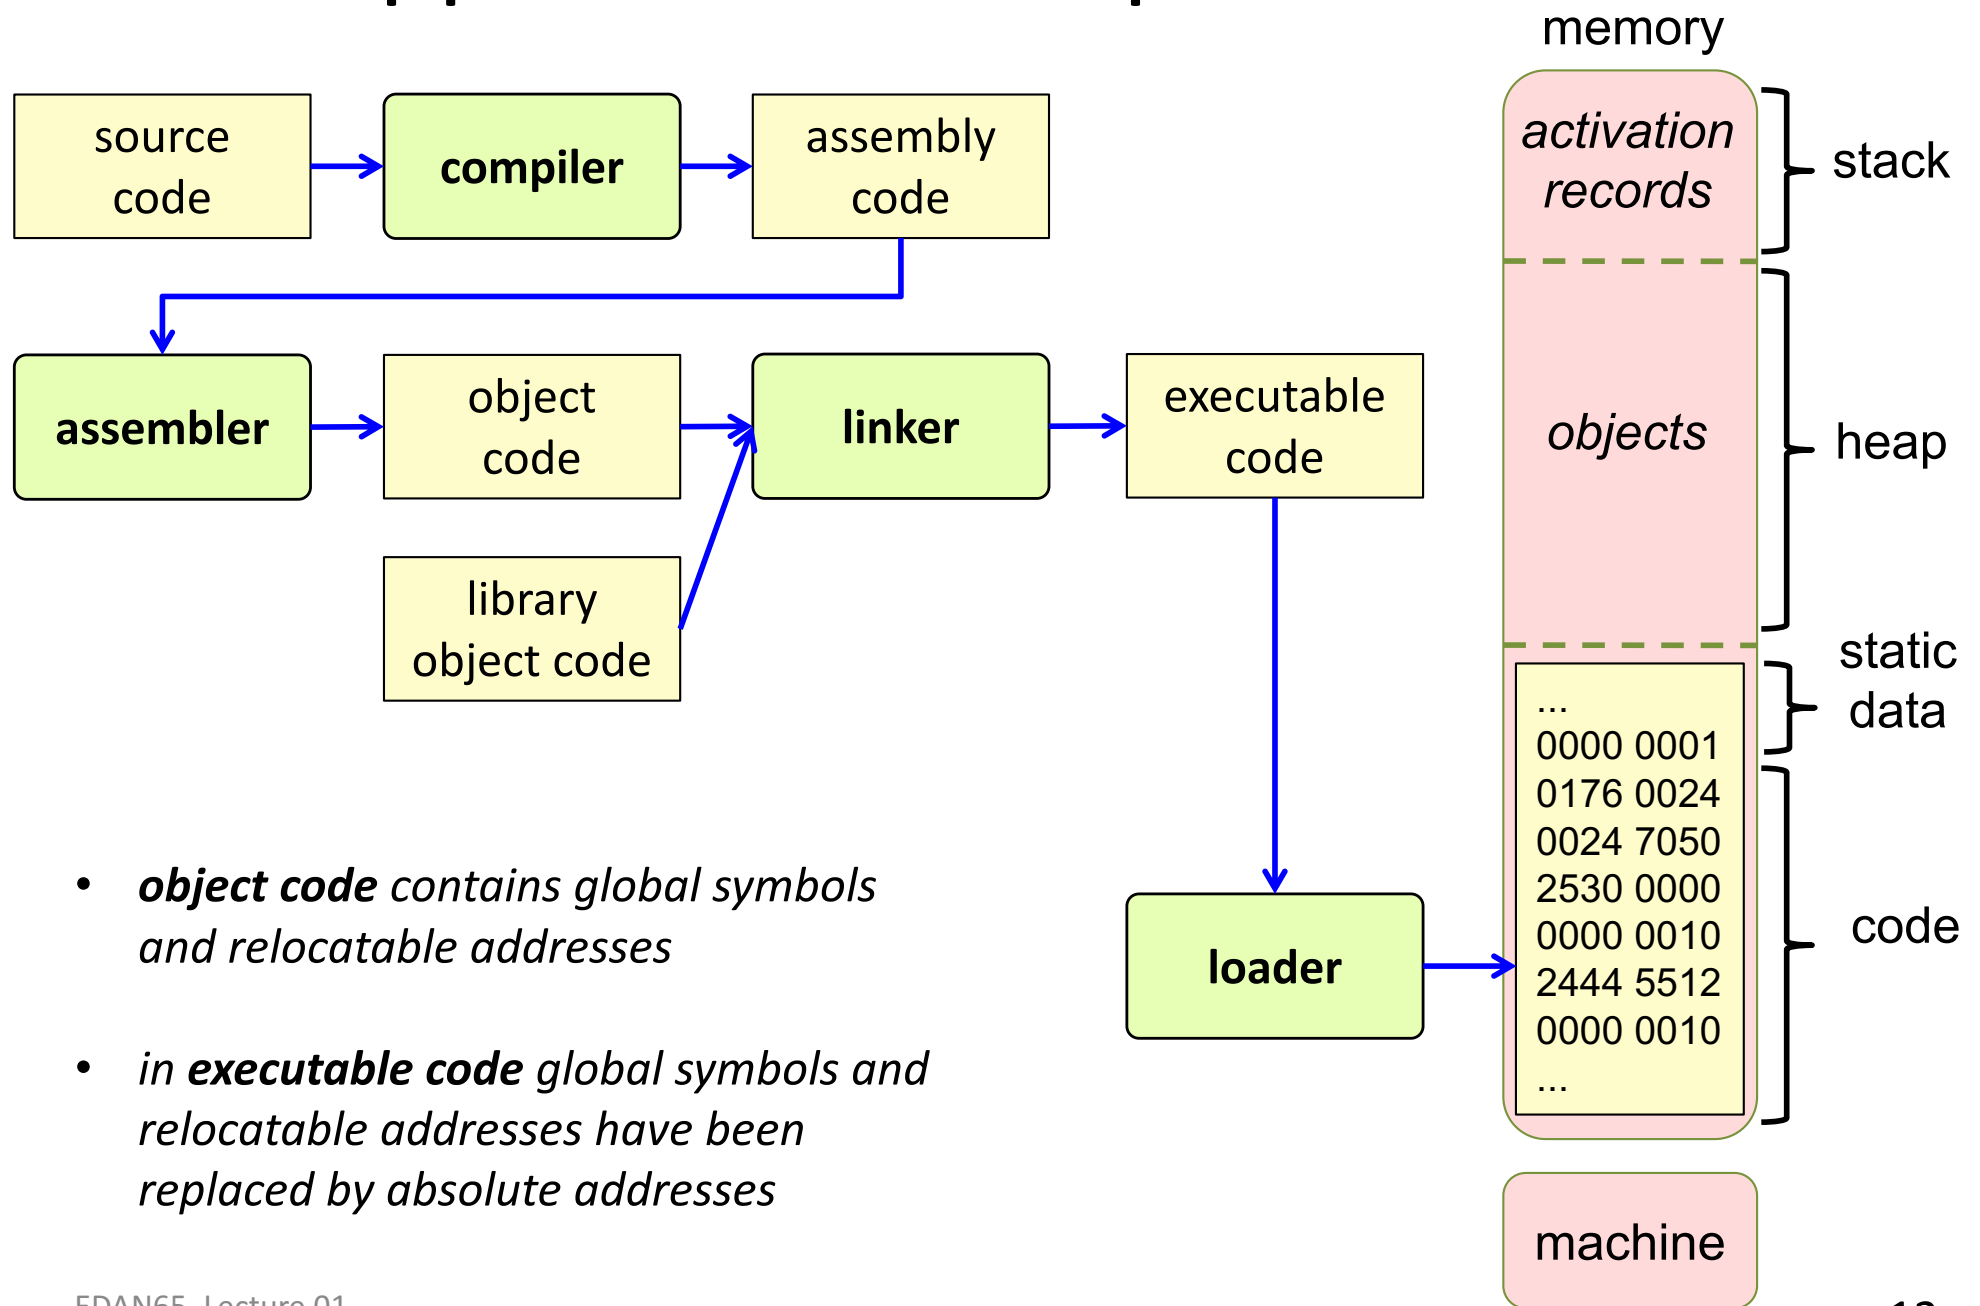 memory
source
code
compiler
assembly
code
activation
records
stack
assembler
object
code
linker
executable
code
objects
heap
library
object code
static
data
...
0000 0001
0176 0024
0024 7050
2530 0000
0000 0010
2444 5512
0000 0010
...
code
loader
• object code contains global symbols
and relocatable addresses
• in executable code global symbols and
relocatable addresses have been
replaced by absolute addresses
machine
EDAN65, Lecture 01